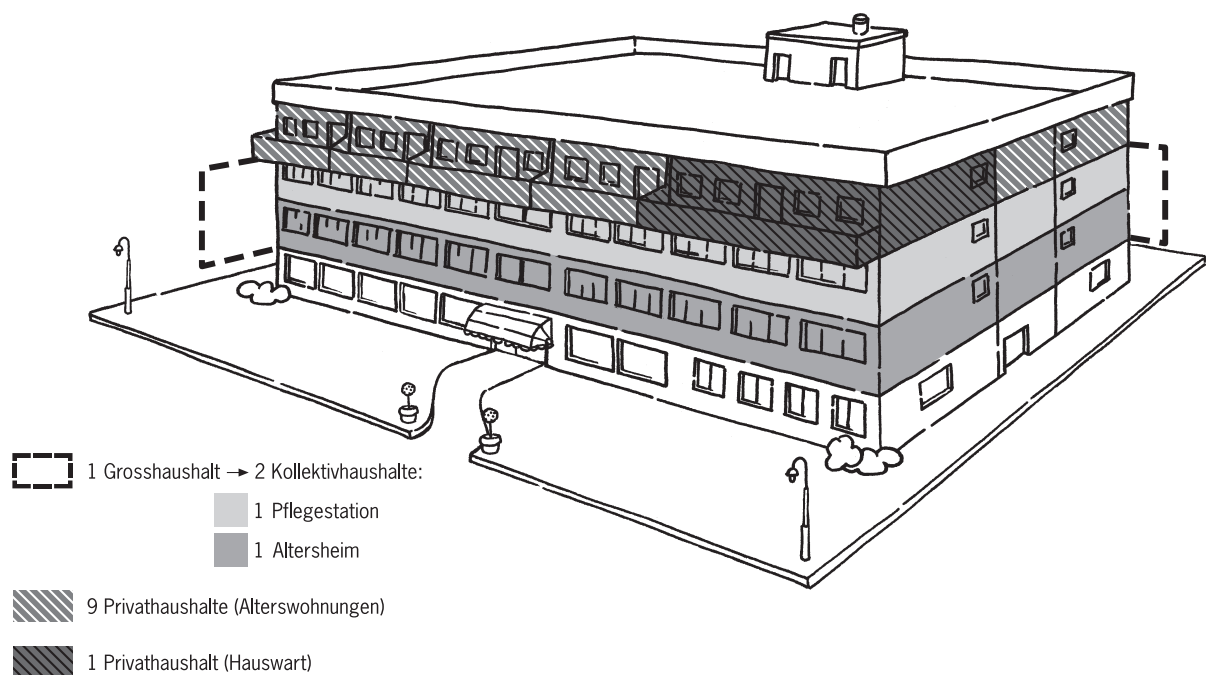 1 Grosshaushalt → 2 Kollektivhaushalte:
1 Pflegestation
1 Altersheim
9 Privathaushalte (Alterswohnungen)
1 Privathaushalt (Hauswart)